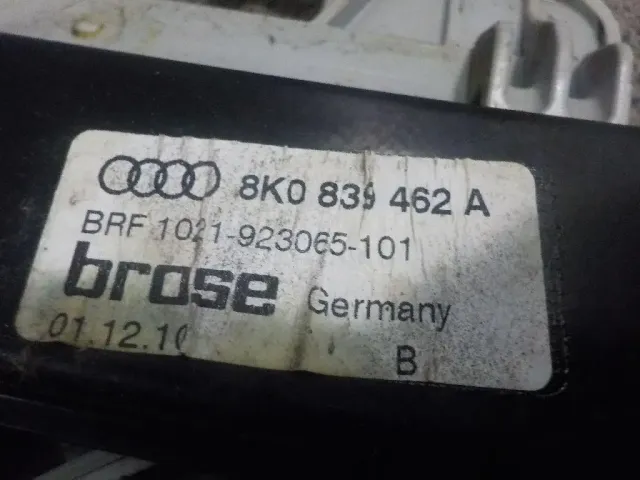 8K0 839 462 A
BRF 1021-923065-101
brose Germany
01.12.10
B